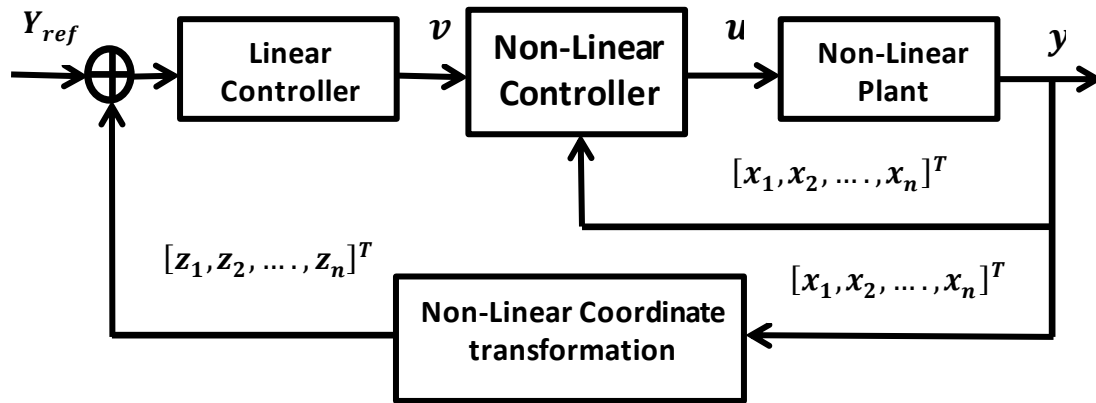 Y_ref
Linear
Controller
v
Non-Linear
Controller
u
Non-Linear
Plant
y
[x_1, x_2, …., x_n]^T
[z_1, z_2, …., z_n]^T
[x_1, x_2, …., x_n]^T
Non-Linear Coordinate
transformation